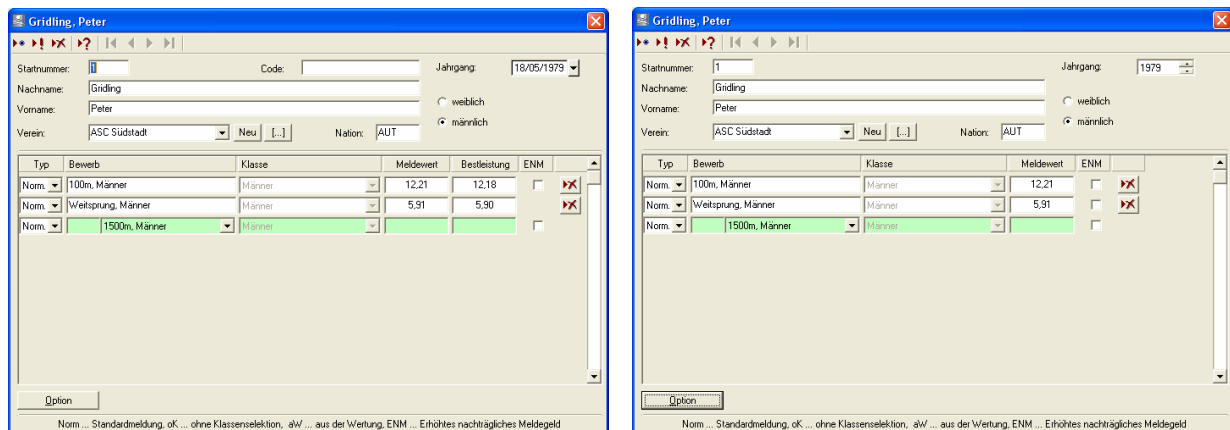 Gridling, Peter
Startnummer: 1 Code: Jahrgang: 18/05/1979
Nachname: Gridling
Vorname: Peter
weiblich
männlich
Verein: ASC Südstadt Neu [...] Nation: AUT
Typ Bewerb Klasse Meldewert Bestleistung ENM
Norm. 100m, Männer Männer 12,21 12,18
Norm. Weitsprung, Männer Männer 5,91 5,90
Norm. 1500m, Männer Männer
Option
Norm ... Standardmeldung, oK ... ohne Klassenselektion, aW ... aus der Wertung, ENM ... Erhöhtes nachträgliches Meldegeld
Gridling, Peter
Startnummer: 1 Jahrgang: 1979
Nachname: Gridling
Vorname: Peter
weiblich
männlich
Verein: ASC Südstadt Neu [...] Nation: AUT
Typ Bewerb Klasse Meldewert ENM
Norm. 100m, Männer Männer 12,21
Norm. Weitsprung, Männer Männer 5,91
Norm. 1500m, Männer Männer
Option
Norm ... Standardmeldung, oK ... ohne Klassenselektion, aW ... aus der Wertung, ENM ... Erhöhtes nachträgliches Meldegeld